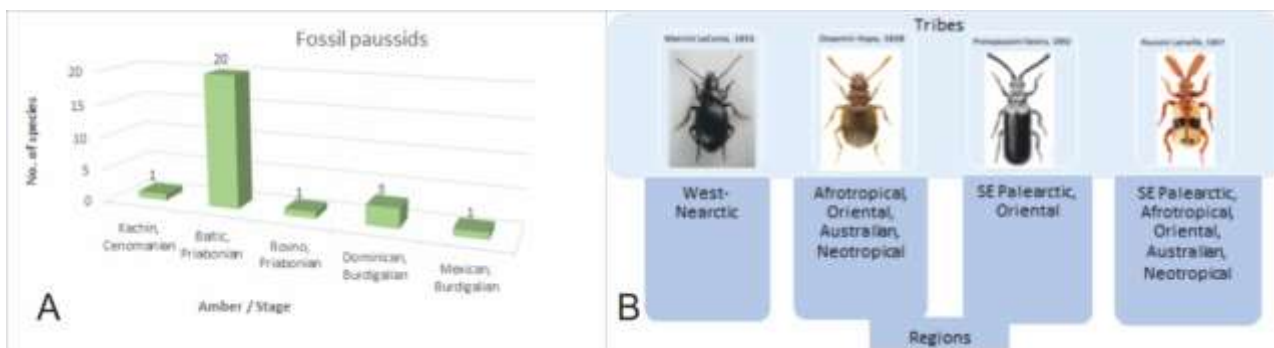 Fossil paussids
20
15
10
5
0
No. of species
1
20
1
3
1
Kachin,
Cenomanian
Baltic,
Priabonian
Rovno,
Priabonian
Dominican,
Burdigalian
Mexican,
Burdigalian
Amber / Stage
A
Tribes
West-
Nearctic
Afrotropical,
Oriental,
Australian,
Neotropical
SE Palearctic,
Oriental
SE Palearctic,
Afrotropical,
Oriental,
Australian,
Neotropical
Regions
B